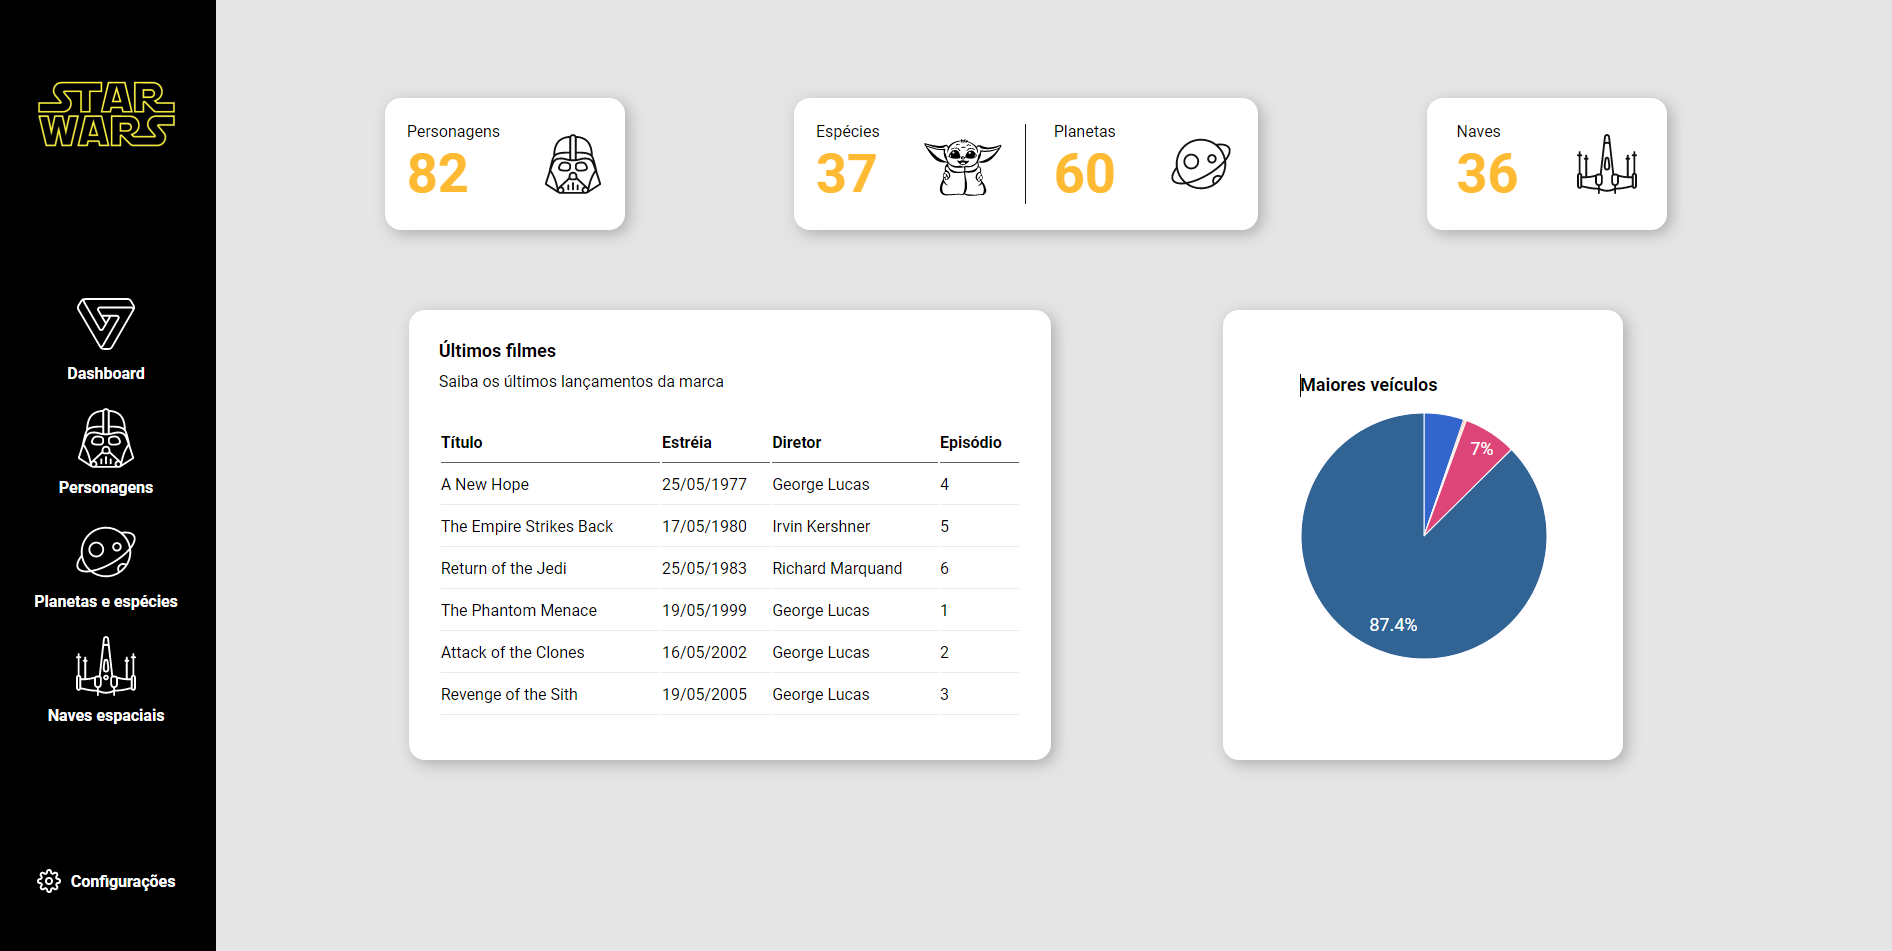 STAR
WARS
Dashboard
Personagens
Planetas e espécies
Naves espaciais
Configurações
Personagens
82
Espécies
37
Planetas
60
Naves
36
Últimos filmes
Saiba os últimos lançamentos da marca
Título Estréia Diretor Episódio
A New Hope 25/05/1977 George Lucas 4
The Empire Strikes Back 17/05/1980 Irvin Kershner 5
Return of the Jedi 25/05/1983 Richard Marquand 6
The Phantom Menace 19/05/1999 George Lucas 1
Attack of the Clones 16/05/2002 George Lucas 2
Revenge of the Sith 19/05/2005 George Lucas 3
Maiores veículos
7%
87.4%